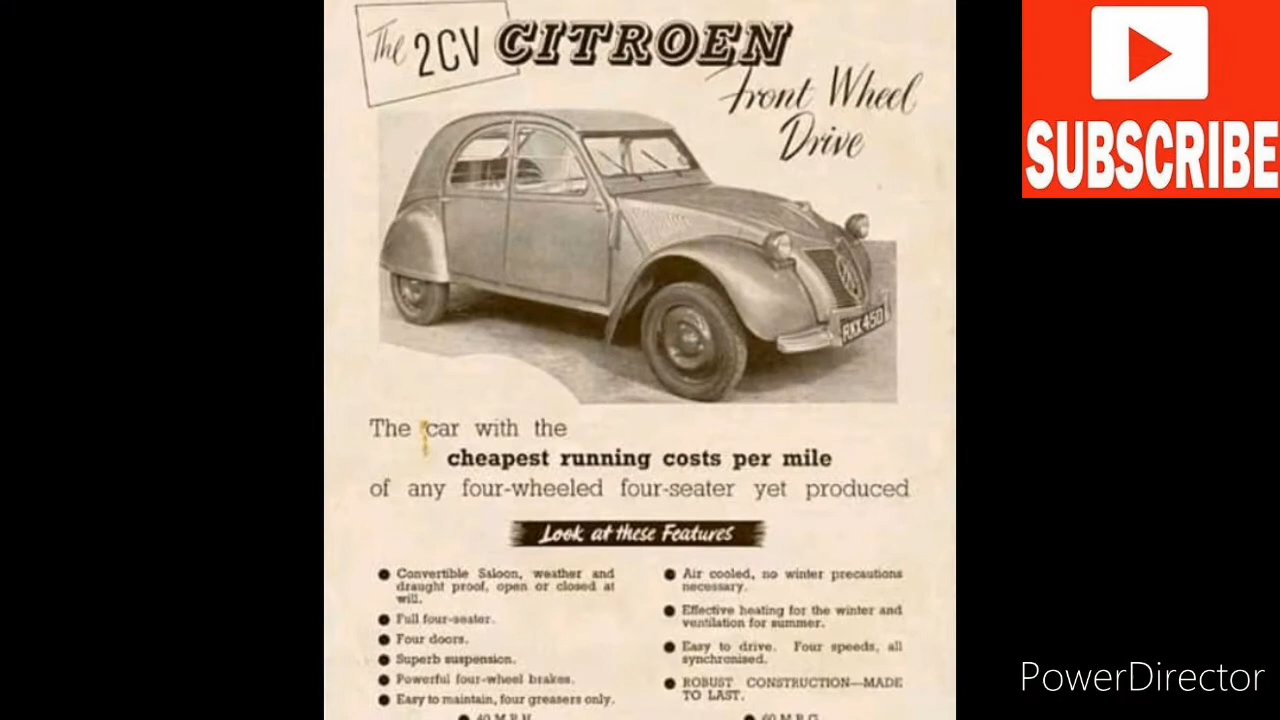 The 2CV CITROEN
Front Wheel
Drive
SUBSCRIBE
RKX 450
The car with the
cheapest running costs per mile
of any four-wheeled four-seater yet produced
Look at these Features
● Convertible Saloon, weather and
draught proof, open or closed at
will.
● Full four-seater.
● Four doors.
● Superb suspension.
● Powerful four-wheel brakes.
● Easy to maintain, four greasers only.
● Air cooled, no winter precautions
necessary.
● Effective heating for the winter and
ventilation for summer.
● Easy to drive. Four speeds, all
synchronised.
● ROBUST CONSTRUCTION—MADE
TO LAST.
● 40 M.P.H.
● 60 M.P.G.
PowerDirector